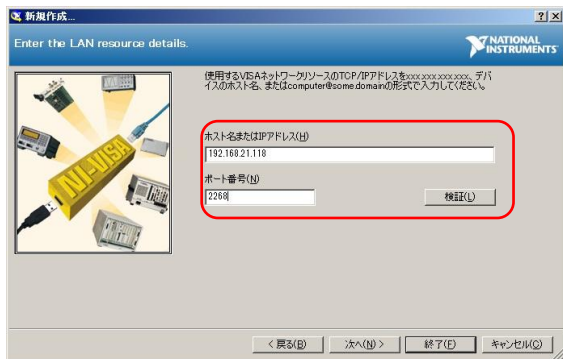 新規作成...
Enter the LAN resource details.
NATIONAL
INSTRUMENTS
使用するVISAネットワークリソースのTCP/IPアドレスをxxx.xxx.xxx.xxx、デバ
イスのホスト名、またはcomputer@some.domainの形式で入力してください。
ホスト名またはIPアドレス(H)
192.168.21.118
ポート番号(N)
2268
検証(L)
NI-VISA
< 戻る(B)
次へ(N) >
終了(F)
キャンセル(C)